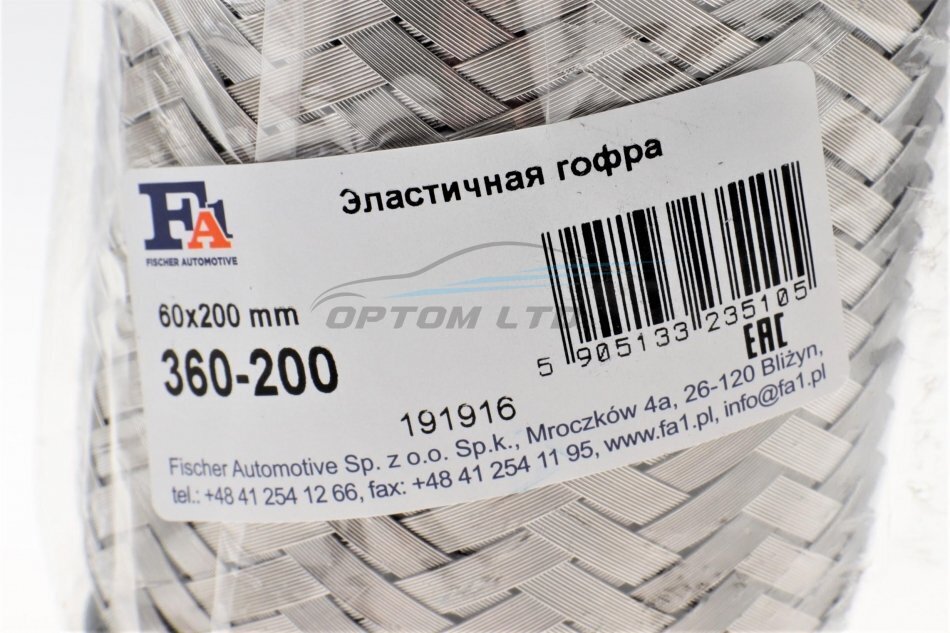 Эластичная гофра
FA1
FISCHER AUTOMOTIVE
60x200 mm
OPTOM LTD
360-200
5 905133 235105
EAC
191916
Fischer Automotive Sp. z o.o. Sp.k., Mroczków 4a, 26-120 Bliżyn,
tel.: +48 41 254 12 66, fax: +48 41 254 11 95, www.fa1.pl, info@fa1.pl